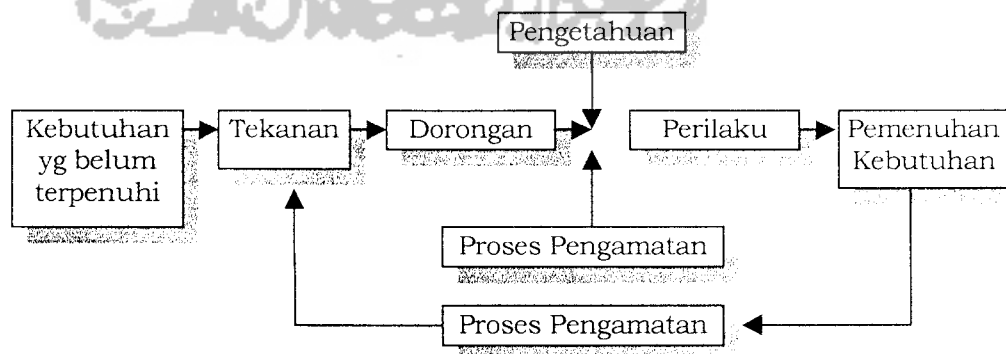 Pengetahuan
Kebutuhan
yg belum
terpenuhi
Tekanan
Dorongan
Perilaku
Pemenuhan
Kebutuhan
Proses Pengamatan
Proses Pengamatan